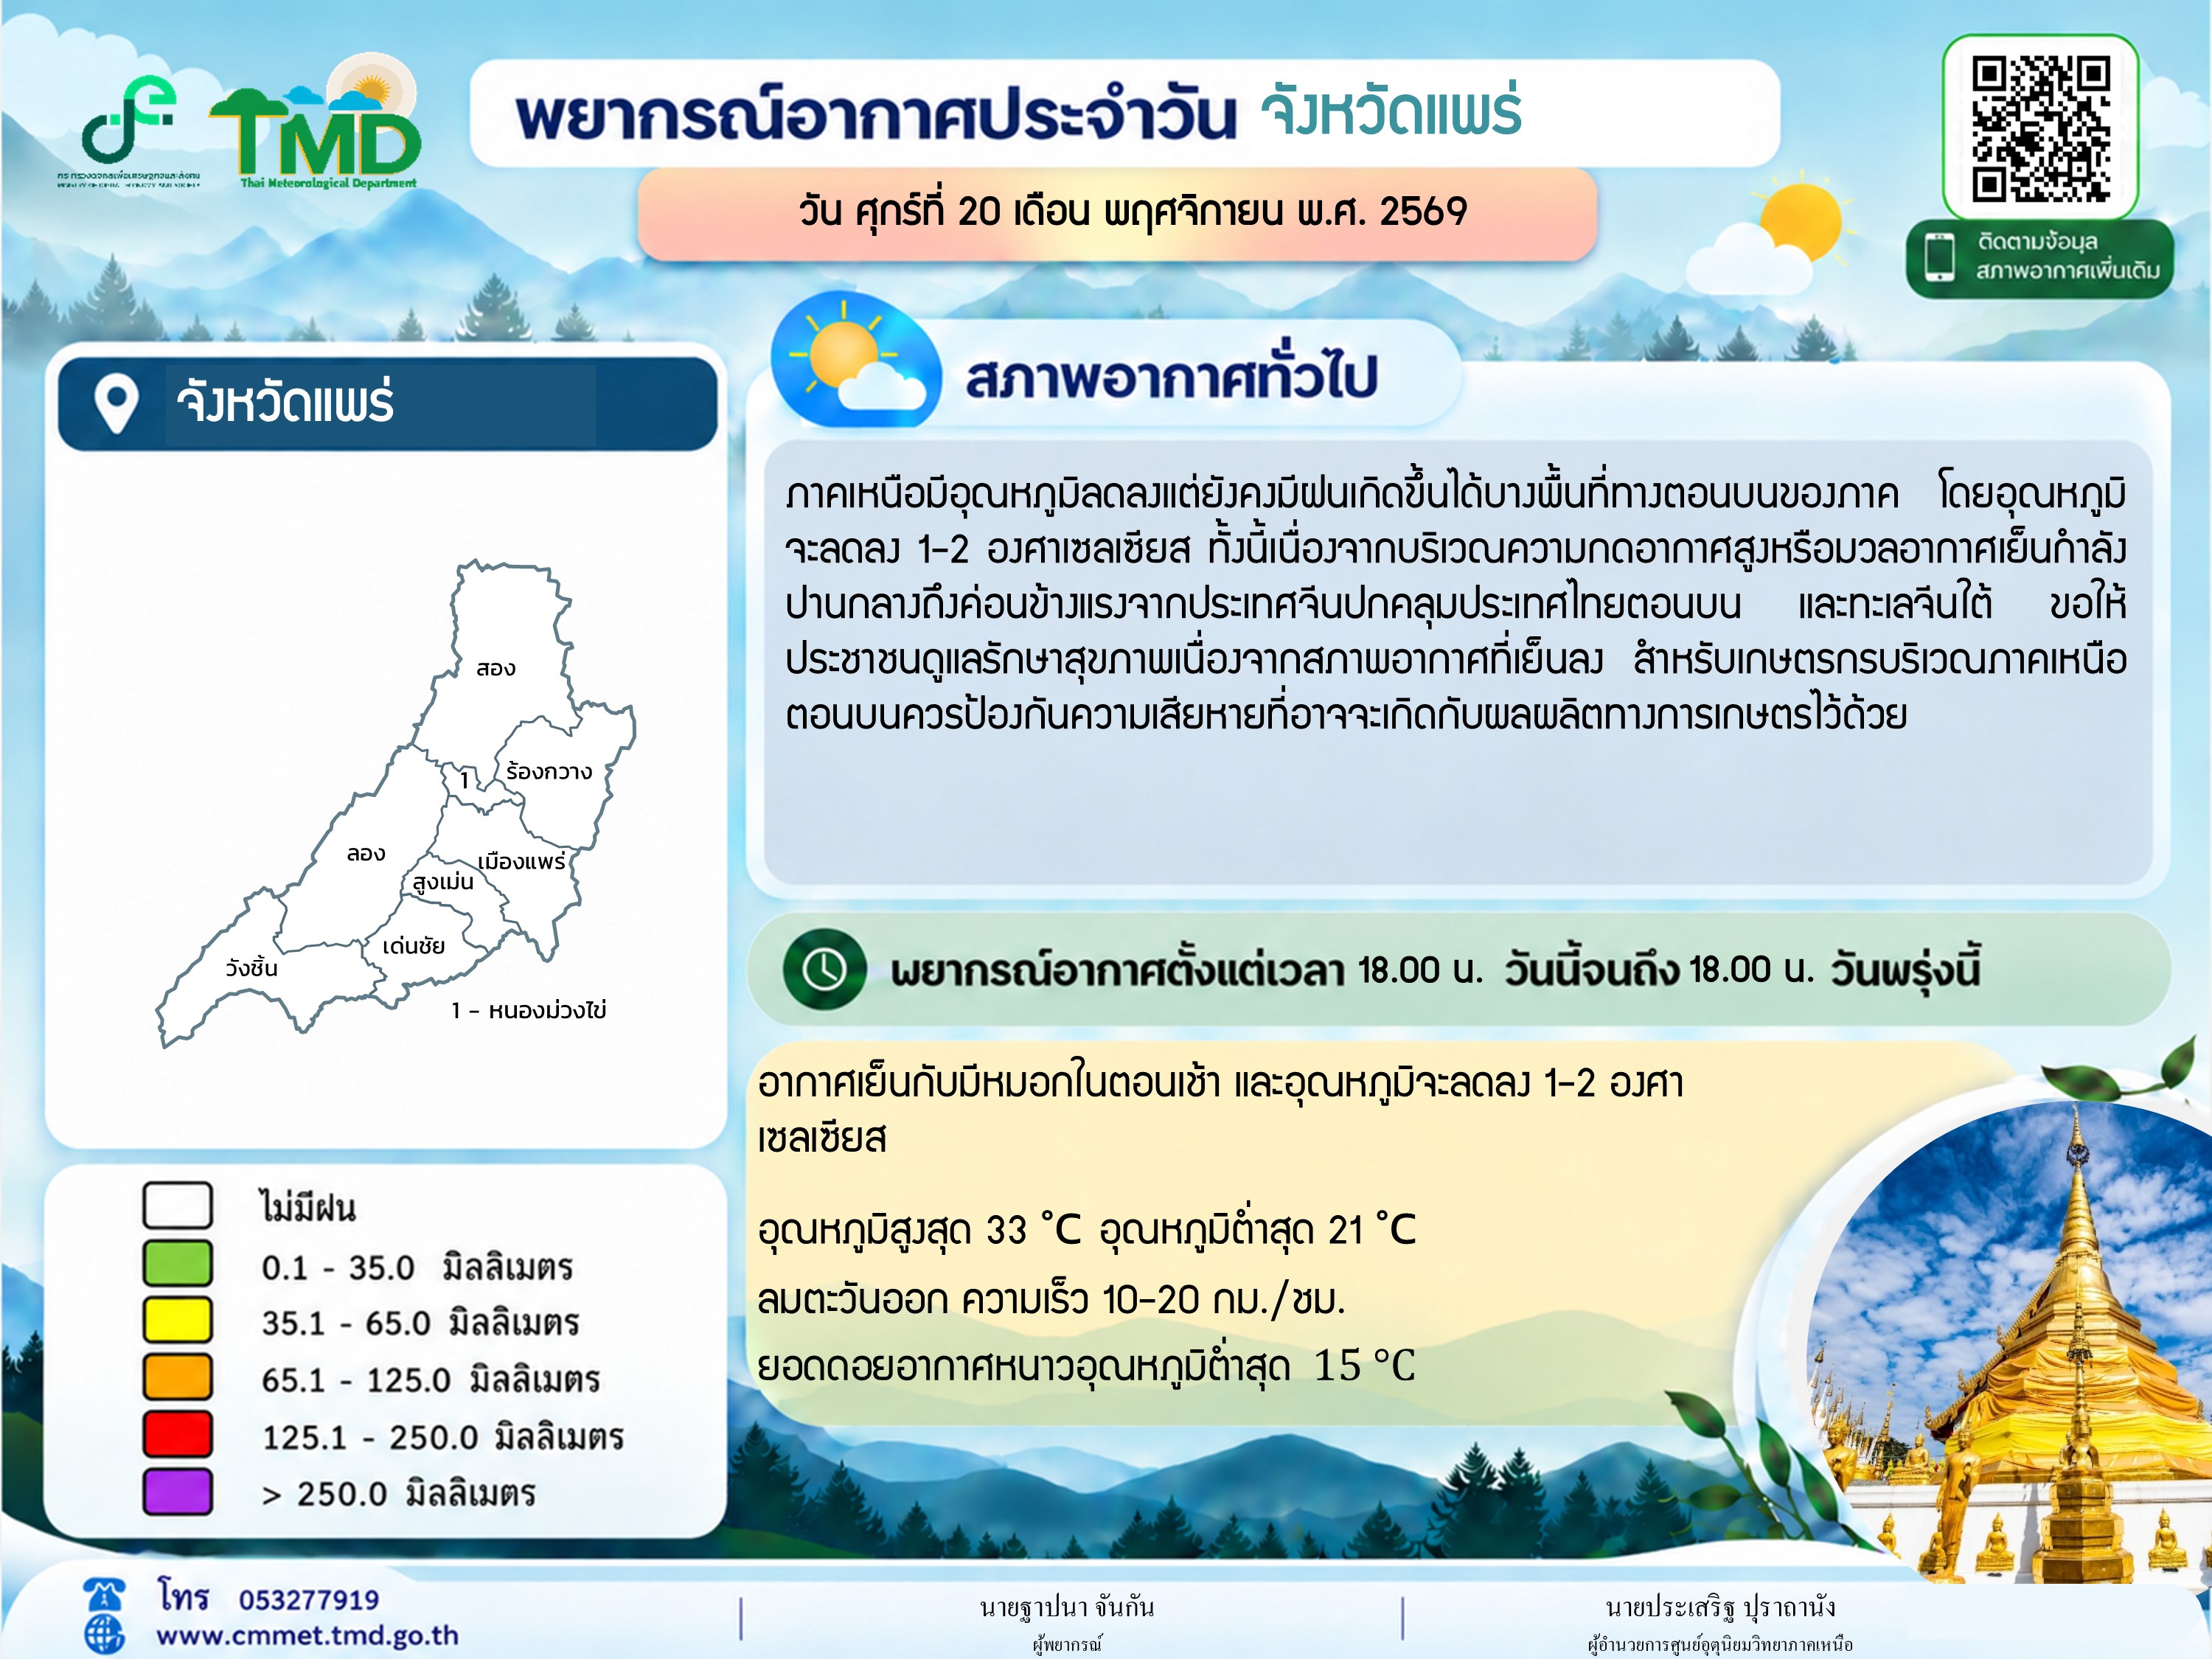 พยากรณ์อากาศประจำวัน จังหวัดแพร่
TMD
Thai Meteorological Department
วัน ศุกร์ที่ 20 เดือน พฤศจิกายน พ.ศ. 2569
สภาพอากาศเพิ่มเติม
จังหวัดแพร่
สอง
ร้องกวาง
1
ลอง
เมืองแพร่
สูงเม่น
เด่นชัย
วังชิ้น
1 - หนองม่วงไข่
ไม่มีฝน
0.1 - 35.0 มิลลิเมตร
35.1 - 65.0 มิลลิเมตร
65.1 - 125.0 มิลลิเมตร
125.1 - 250.0 มิลลิเมตร
> 250.0 มิลลิเมตร
สภาพอากาศทั่วไป
ภาคเหนือมีอุณหภูมิลดลงแต่ยังคงมีฝนเกิดขึ้นได้บางพื้นที่ทางตอนบนของภาค โดยอุณหภูมิ
จะลดลง 1-2 องศาเซลเซียส ทั้งนี้เนื่องจากบริเวณความกดอากาศสูงหรือมวลอากาศเย็นกำลัง
ปานกลางถึงค่อนข้างแรงจากประเทศจีนปกคลุมประเทศไทยตอนบน และทะเลจีนใต้ ขอให้
ประชาชนดูแลรักษาสุขภาพเนื่องจากสภาพอากาศที่เย็นลง สำหรับเกษตรกรบริเวณภาคเหนือ
ตอนบนควรป้องกันความเสียหายที่อาจจะเกิดกับผลผลิตทางการเกษตรไว้ด้วย
พยากรณ์อากาศตั้งแต่เวลา 18.00 น. วันนี้จนถึง 18.00 น. วันพรุ่งนี้
อากาศเย็นกับมีหมอกในตอนเช้า และอุณหภูมิจะลดลง 1-2 องศา
เซลเซียส
อุณหภูมิสูงสุด 33 °C อุณหภูมิต่ำสุด 21 °C
ลมตะวันออก ความเร็ว 10-20 กม./ชม.
ยอดดอยอากาศหนาวอุณหภูมิต่ำสุด 15 °C
โทร 053277919
www.cmmet.tmd.go.th
นายฐาปนา จันกัน
ผู้พยากรณ์
นายประเสริฐ ปุราถานัง
ผู้อำนวยการศูนย์อุตุนิยมวิทยาภาคเหนือ